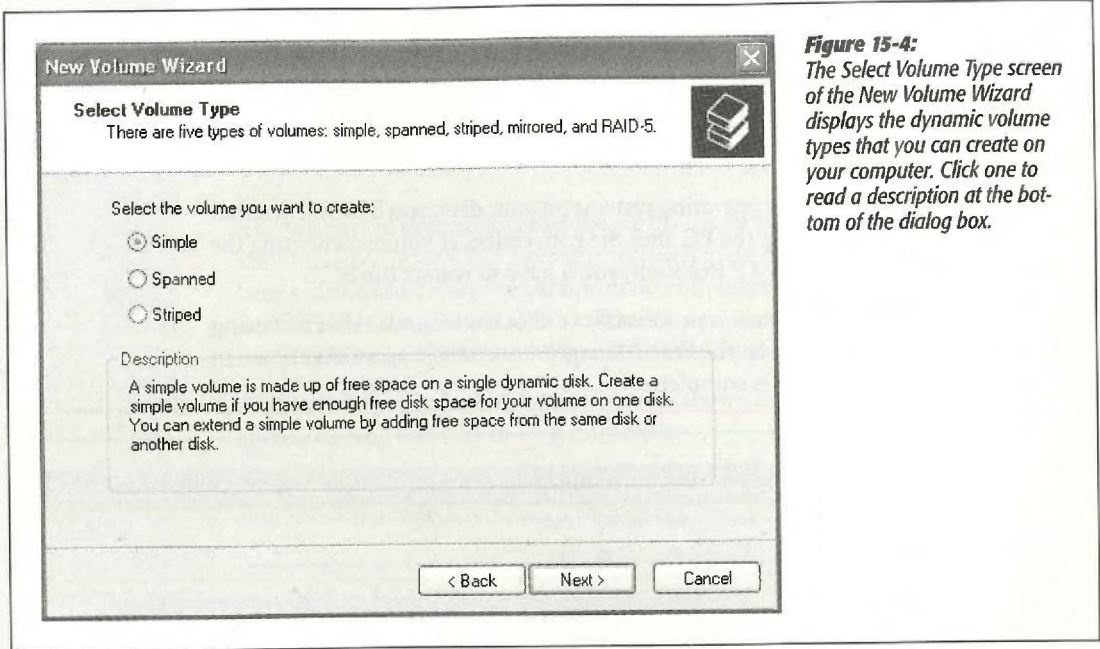 New Volume Wizard
Select Volume Type
There are five types of volumes: simple, spanned, striped, mirrored, and RAID-5.
Select the volume you want to create:
Simple
Spanned
Striped
Description
A simple volume is made up of free space on a single dynamic disk. Create a
simple volume if you have enough free disk space for your volume on one disk.
You can extend a simple volume by adding free space from the same disk or
another disk.
< Back
Next >
Cancel
Figure 15-4:
The Select Volume Type screen
of the New Volume Wizard
displays the dynamic volume
types that you can create on
your computer. Click one to
read a description at the bot-
tom of the dialog box.